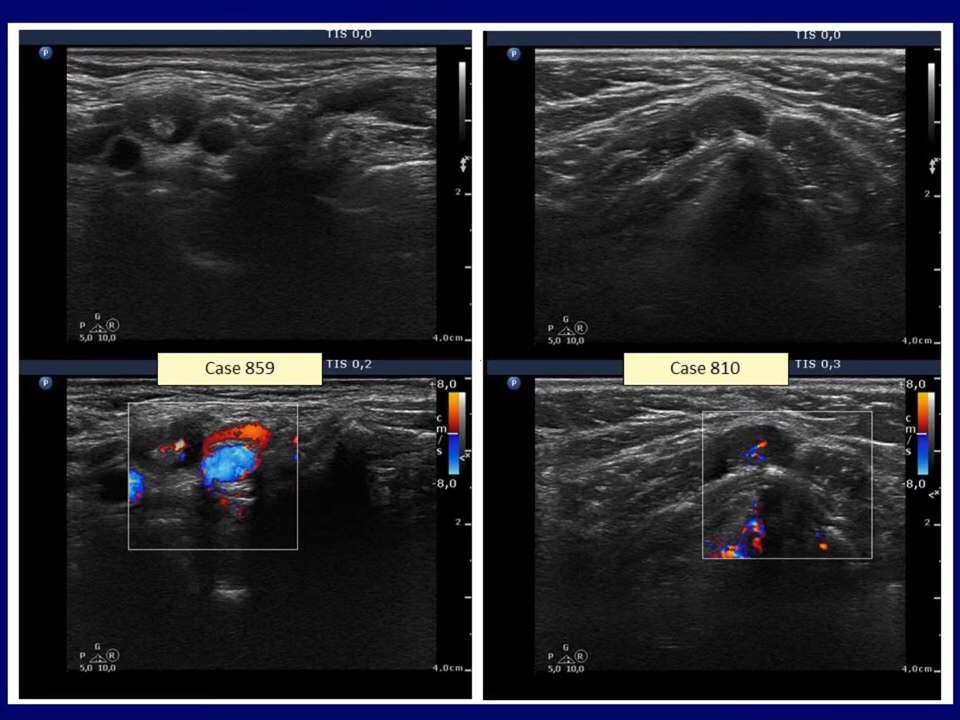 TIS 0,0
P
2
G
P R
5,0 10,0
4.0cm
TIS 0,0
P
2
G
P R
5,0 10,0
4.0cm
Case 859
TIS 0,2
P
+8,0
c
m
/
s
-8,0
2
G
P R
5,0 10,0
4.0cm
Case 810
TIS 0,3
P
+8,0
c
m
/
s
-8,0
2
G
P R
5,0 10,0
4.0cm